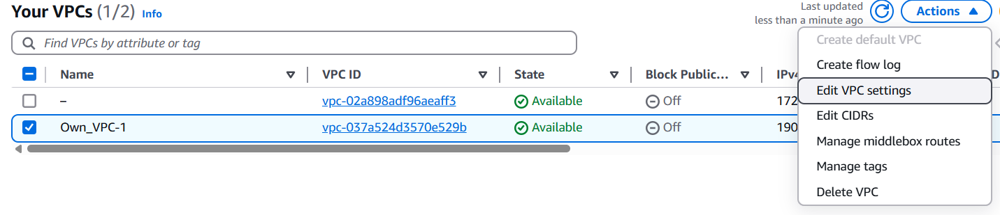 Your VPCs (1/2) Info
Last updated
less than a minute ago
Actions
Find VPCs by attribute or tag
Name VPC ID State Block Public... IPv4
– vpc-02a898adf96aeaff3 Available Off 172
Own_VPC-1 vpc-037a524d3570e529b Available Off 190
Create default VPC
Create flow log
Edit VPC settings
Edit CIDRs
Manage middlebox routes
Manage tags
Delete VPC